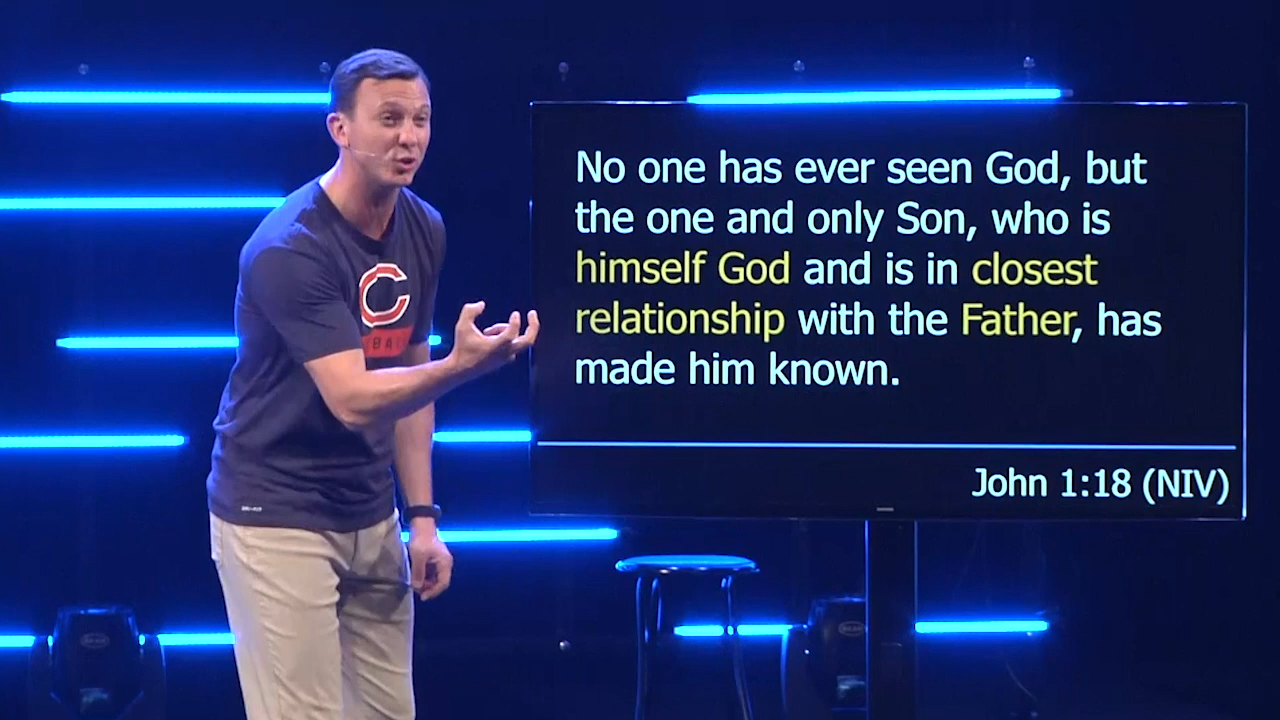 No one has ever seen God, but
the one and only Son, who is
himself God and is in closest
relationship with the Father, has
made him known.
John 1:18 (NIV)
C